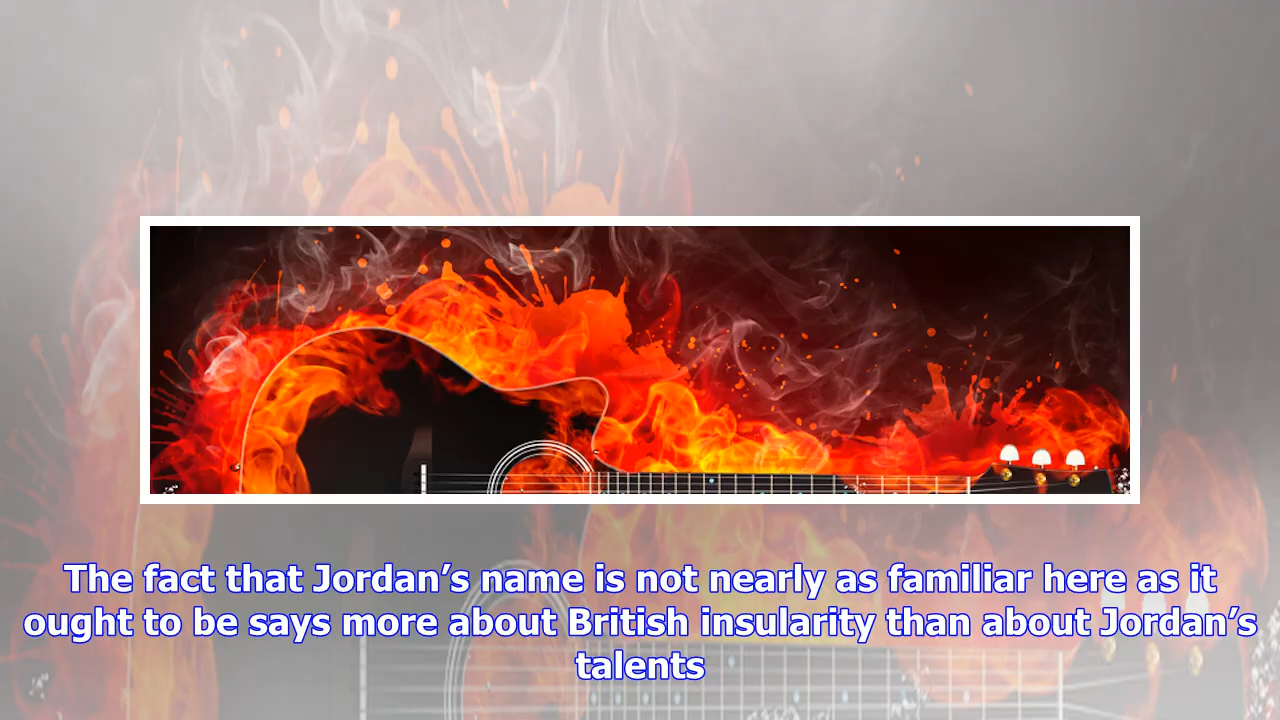 The fact that Jordan’s name is not nearly as familiar here as it
ought to be says more about British insularity than about Jordan’s
talents